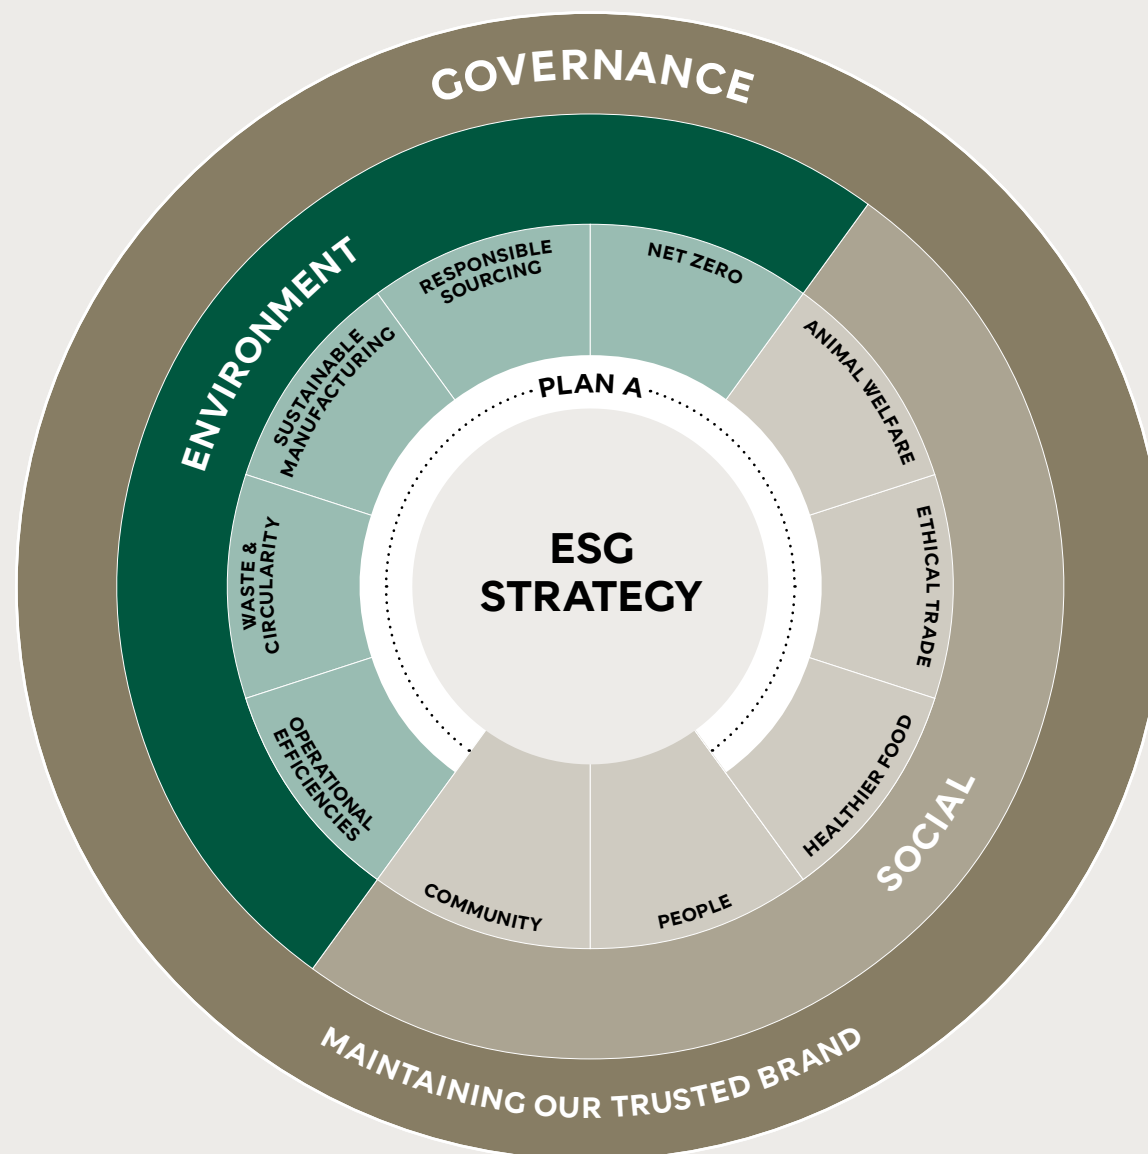 GOVERNANCE
ENVIRONMENT
RESPONSIBLE
SOURCING
NET ZERO
SUSTAINABLE
MANUFACTURING
ANIMAL WELFARE
PLAN A
WASTE &
CIRCULARITY
ESG
STRATEGY
ETHICAL TRADE
OPERATIONAL
EFFICIENCIES
HEALTHIER FOOD
SOCIAL
COMMUNITY
PEOPLE
MAINTAINING OUR TRUSTED BRAND